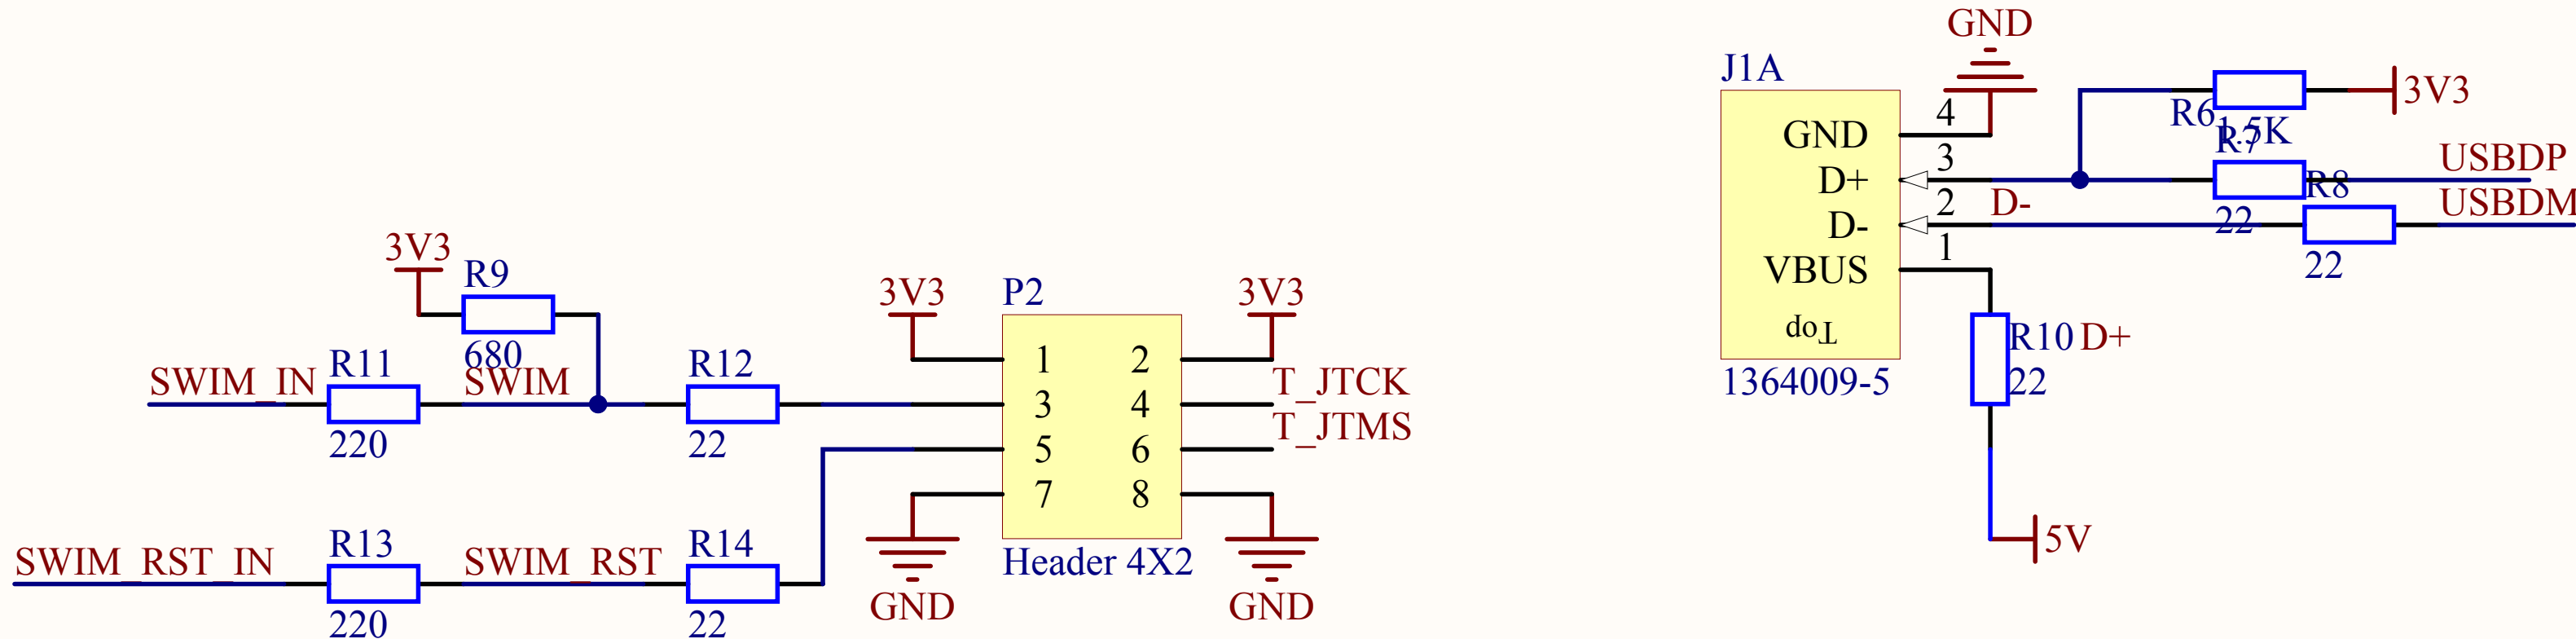 GND
J1A
4
GND
3
D+
2
D-
D-
1
VBUS
Top
1364009-5
R6
1.5K
3V3
R7
22
USBDP
R8
22
USBDM
R10
22
D+
5V
3V3
R9
680
SWIM_IN
R11
220
SWIM
R12
22
SWIM_RST_IN
R13
220
SWIM_RST
R14
22
3V3
P2
3V3
1 2
3 4
5 6
7 8
T_JTCK
T_JTMS
Header 4X2
GND
GND